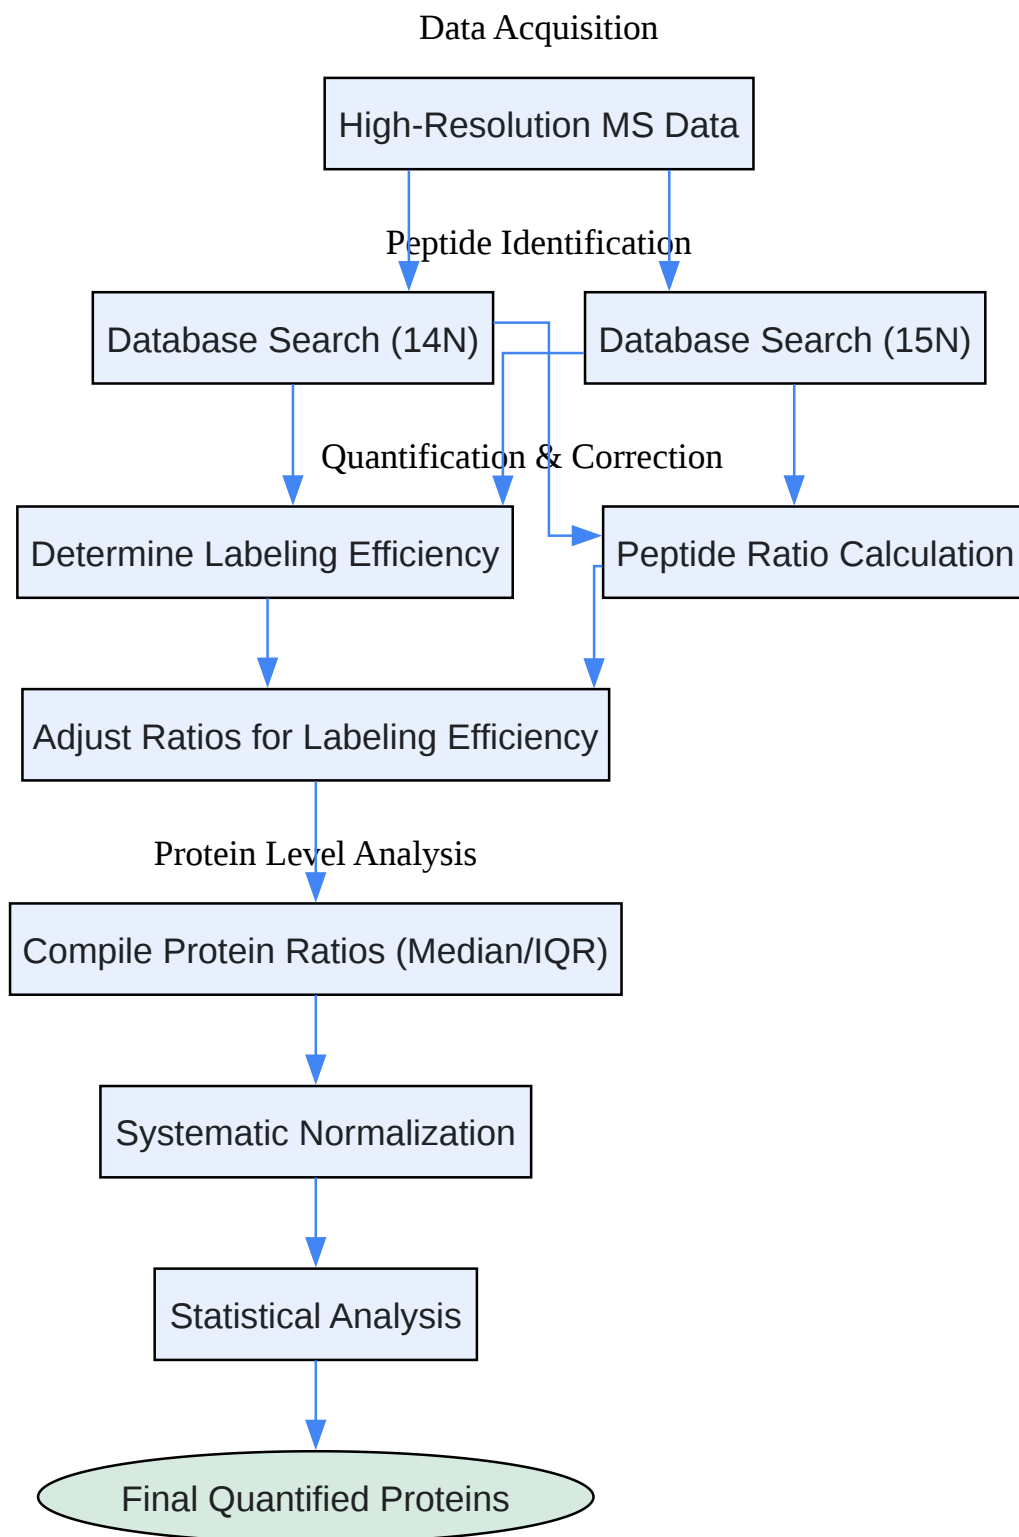 Data Acquisition
High-Resolution MS Data
Peptide Identification
Database Search (14N)
Database Search (15N)
Quantification & Correction
Determine Labeling Efficiency
Peptide Ratio Calculation
Adjust Ratios for Labeling Efficiency
Protein Level Analysis
Compile Protein Ratios (Median/IQR)
Systematic Normalization
Statistical Analysis
Final Quantified Proteins